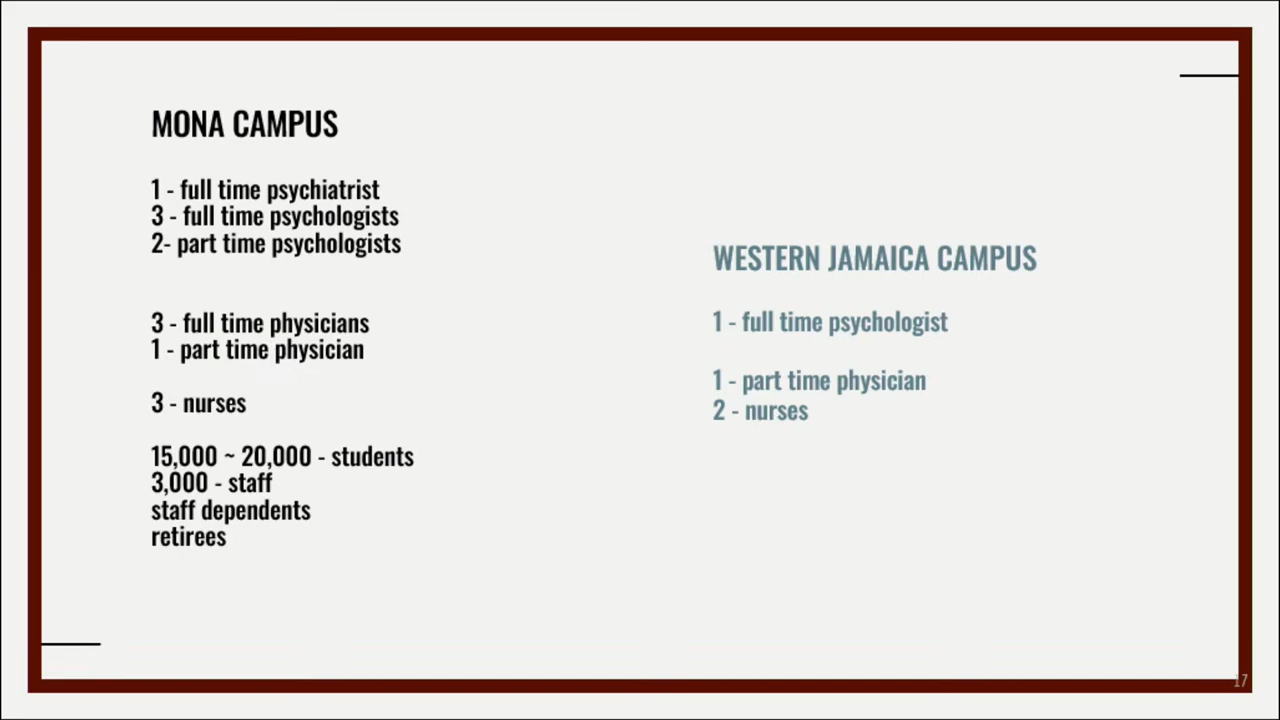 MONA CAMPUS
1 - full time psychiatrist
3 - full time psychologists
2- part time psychologists
3 - full time physicians
1 - part time physician
3 - nurses
15,000 ~ 20,000 - students
3,000 - staff
staff dependents
retirees
WESTERN JAMAICA CAMPUS
1 - full time psychologist
1 - part time physician
2 - nurses
17